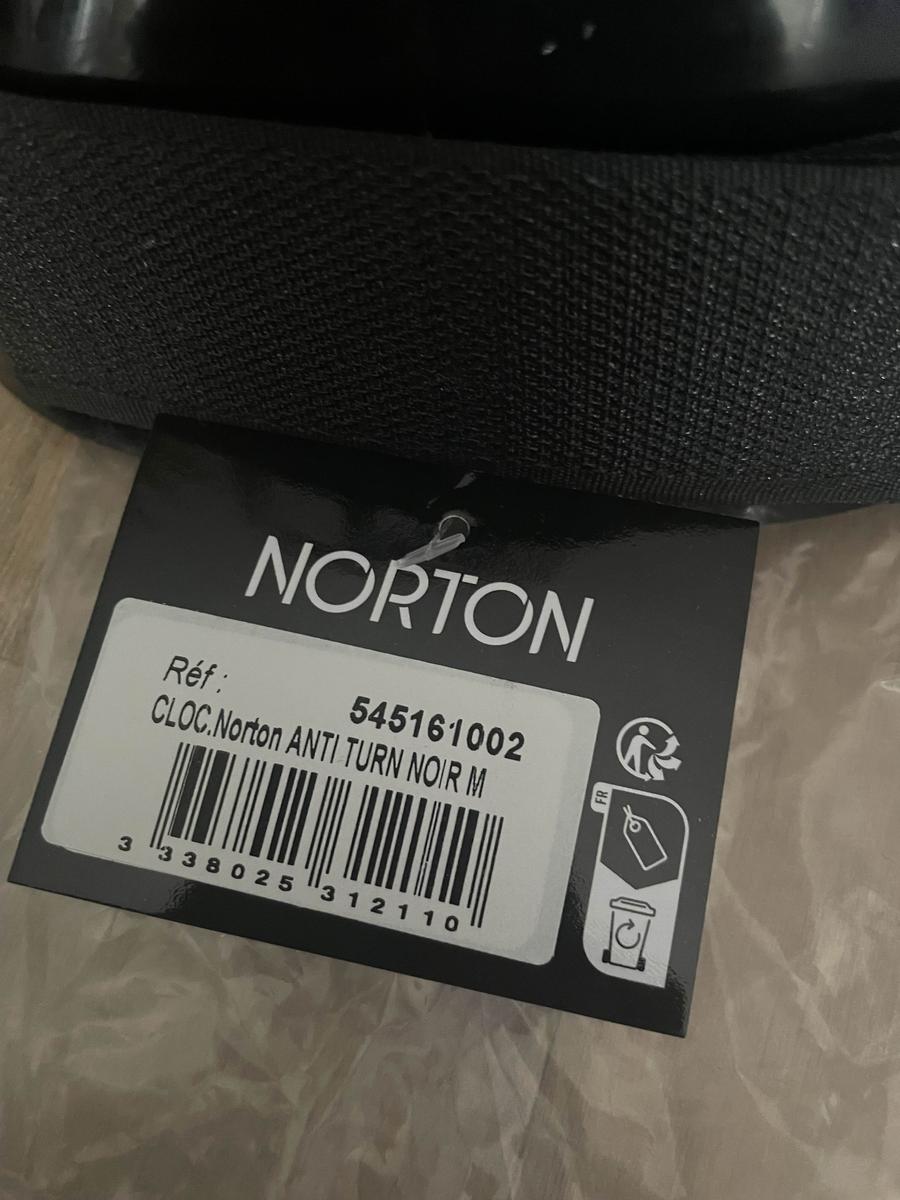 NORTON
Réf :
545161002
CLOC.Norton ANTI TURN NOIR M
3 338025 312110
FR